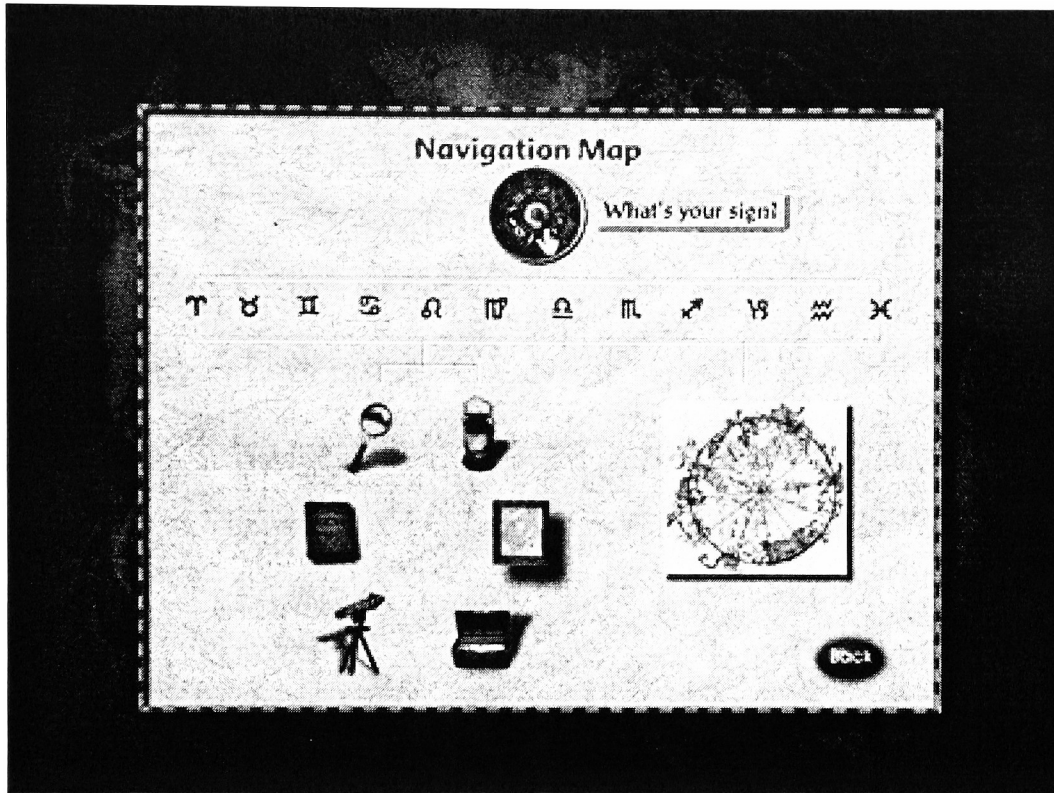 Navigation Map
What's your sign?
♈ ♉ ♊ ♋ ♌ ♍ ♎ ♏ ♐ ♑ ♒ ♓
Back